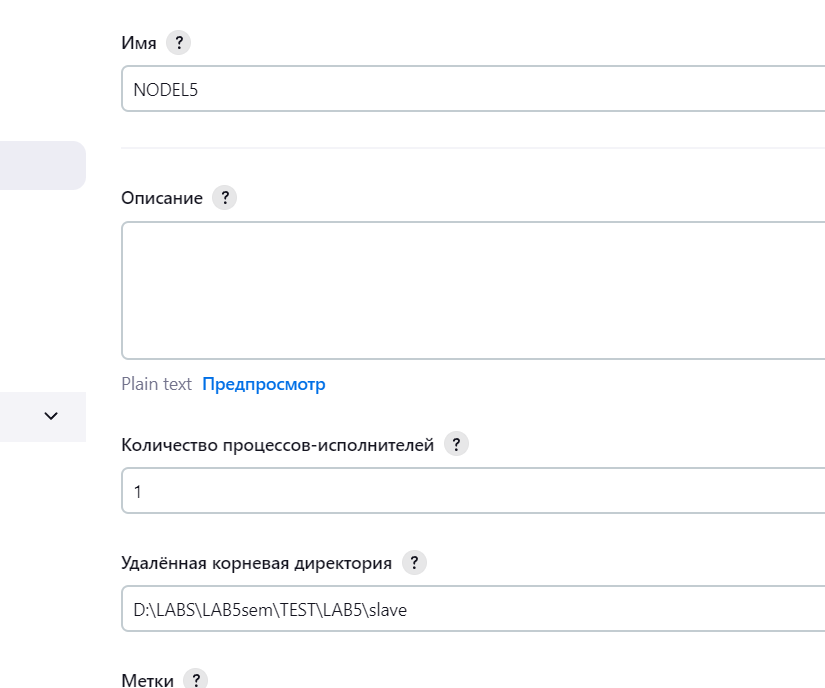 Имя ?
NODEL5
Описание ?
Plain text Предпросмотр
Количество процессов-исполнителей ?
1
Удалённая корневая директория ?
D:\LABS\LAB5sem\TEST\LAB5\slave
Метки ?